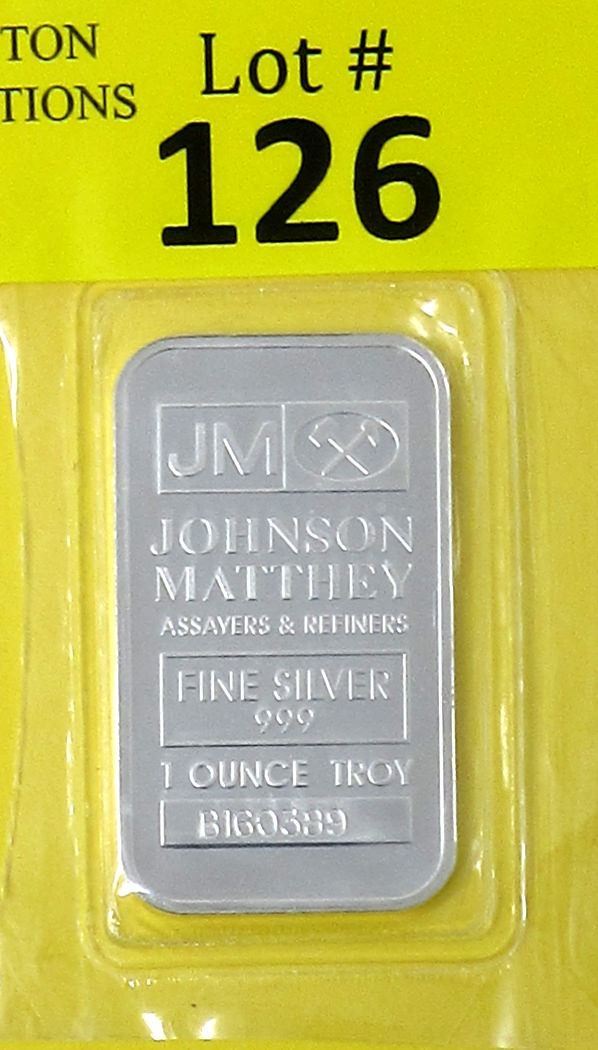 TON
TIONS
Lot #
126
JM
JOHNSON
MATTHEY
ASSAYERS & REFINERS
FINE SILVER
999
1 OUNCE TROY
B160389